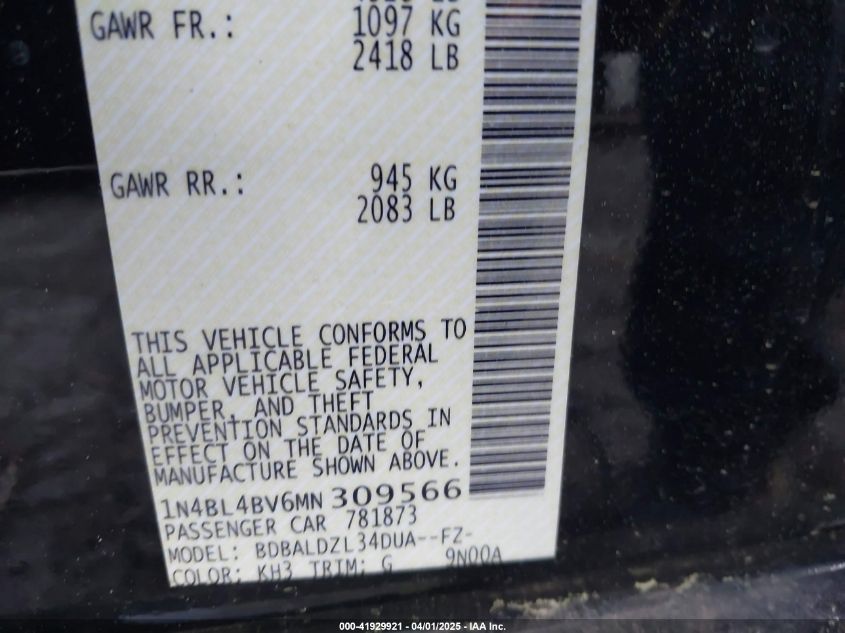 GAWR FR.: 1097 KG
2418 LB
GAWR RR.: 945 KG
2083 LB
THIS VEHICLE CONFORMS TO
ALL APPLICABLE FEDERAL
MOTOR VEHICLE SAFETY,
BUMPER, AND THEFT
PREVENTION STANDARDS IN
EFFECT ON THE DATE OF
MANUFACTURE SHOWN ABOVE.
1N4BL4BV6MN309566
PASSENGER CAR 781873
MODEL: BDBALDZL34DUA--FZ-
9N00A
COLOR: KH3 TRIM: G
000-41929921 - 04/01/2025 - IAA Inc.